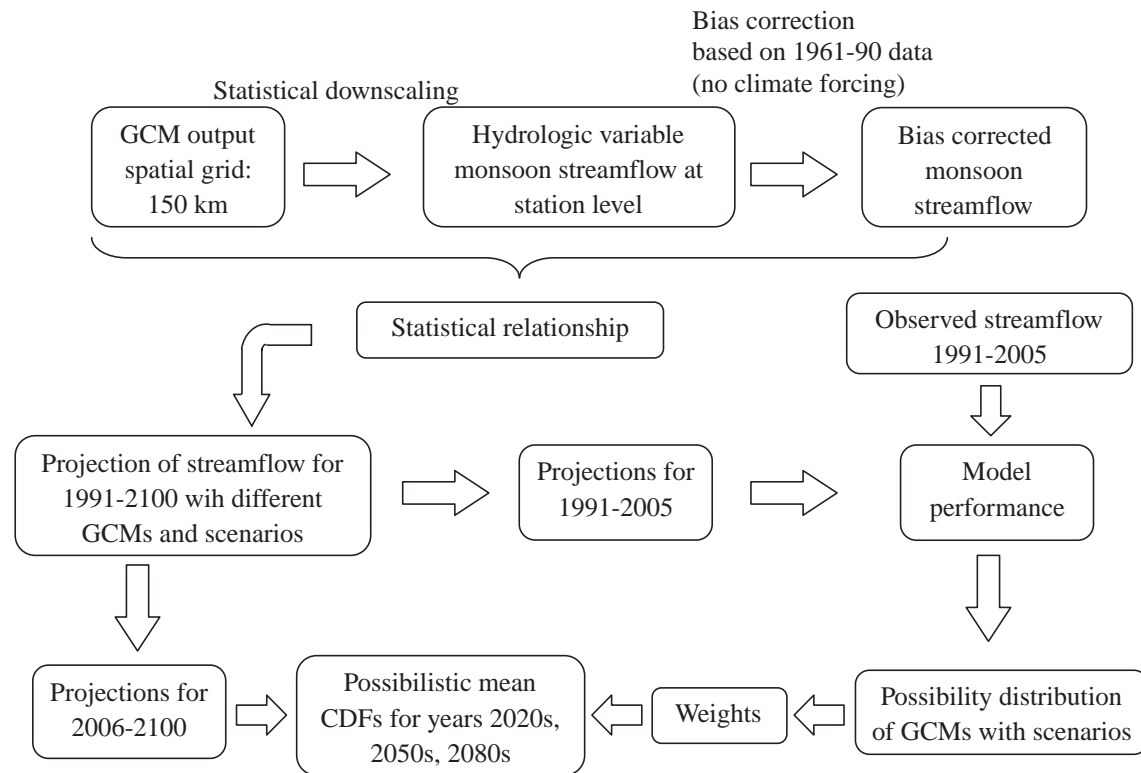 Bias correction
based on 1961-90 data
(no climate forcing)
Statistical downscaling
GCM output
spatial grid:
150 km
Hydrologic variable
monsoon streamflow at
station level
Bias corrected
monsoon
streamflow
Statistical relationship
Observed streamflow
1991-2005
Projection of streamflow for
1991-2100 wih different
GCMs and scenarios
Projections for
1991-2005
Model
performance
Projections for
2006-2100
Possibilistic mean
CDFs for years 2020s,
2050s, 2080s
Weights
Possibility distribution
of GCMs with scenarios